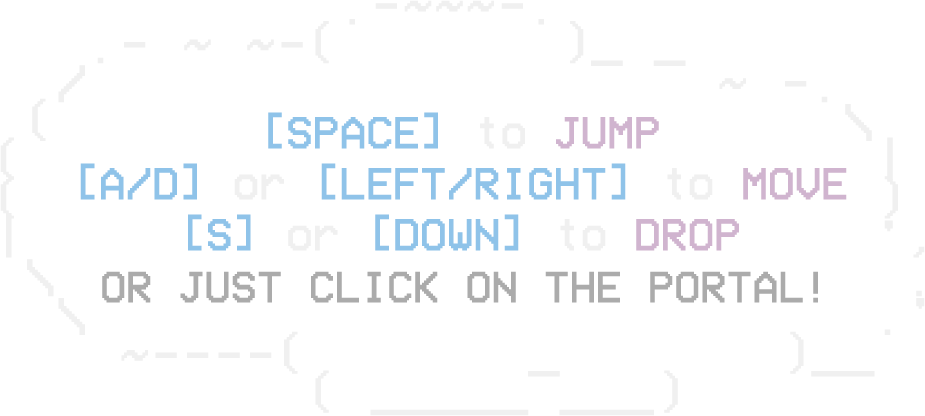 [SPACE] to JUMP
[A/D] or [LEFT/RIGHT] to MOVE
[S] or [DOWN] to DROP
OR JUST CLICK ON THE PORTAL!